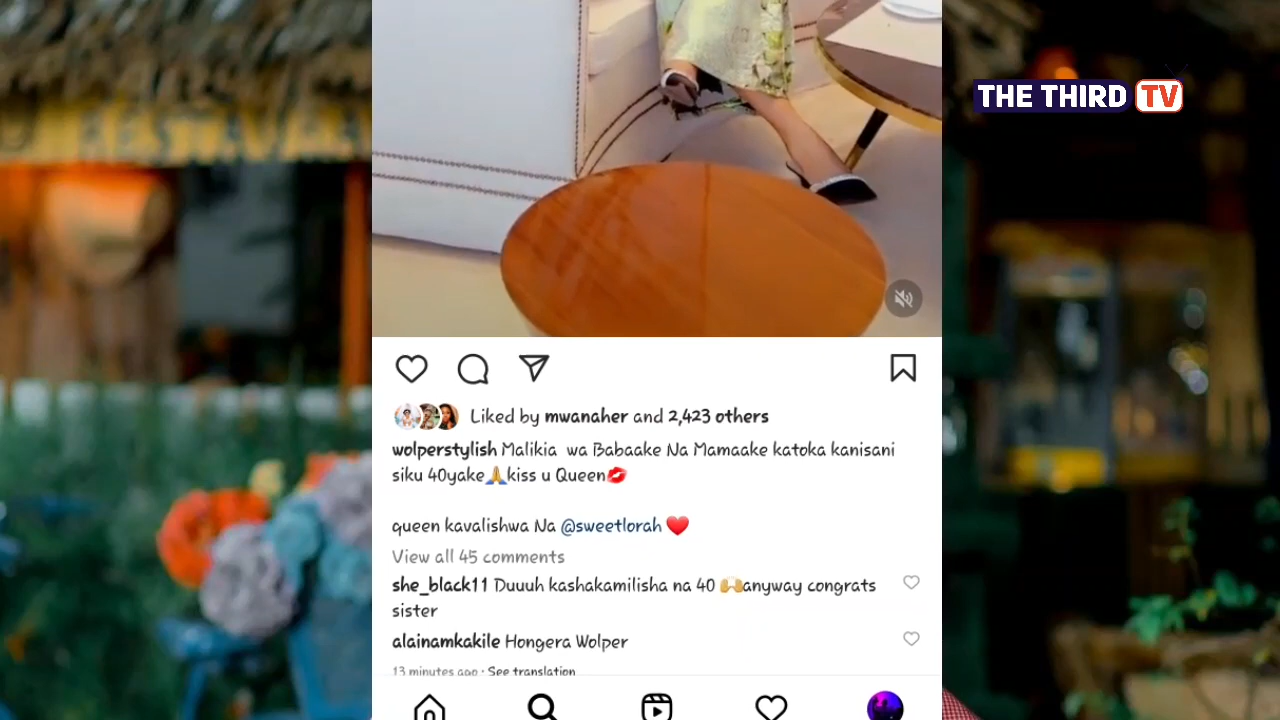 THE THIRD TV
Liked by mwanaher and 2,423 others
wolperstylish Malikia wa Babaake Na Mamaake katoka kanisani
siku 40yake🙏kiss u Queen💋
queen kavalishwa Na @sweetlorah ❤️
View all 45 comments
she_black11 Duuuh kashakamilisha na 40 🙌anyway congrats
sister
alainamkakile Hongera Wolper
13 minutes ago · See translation